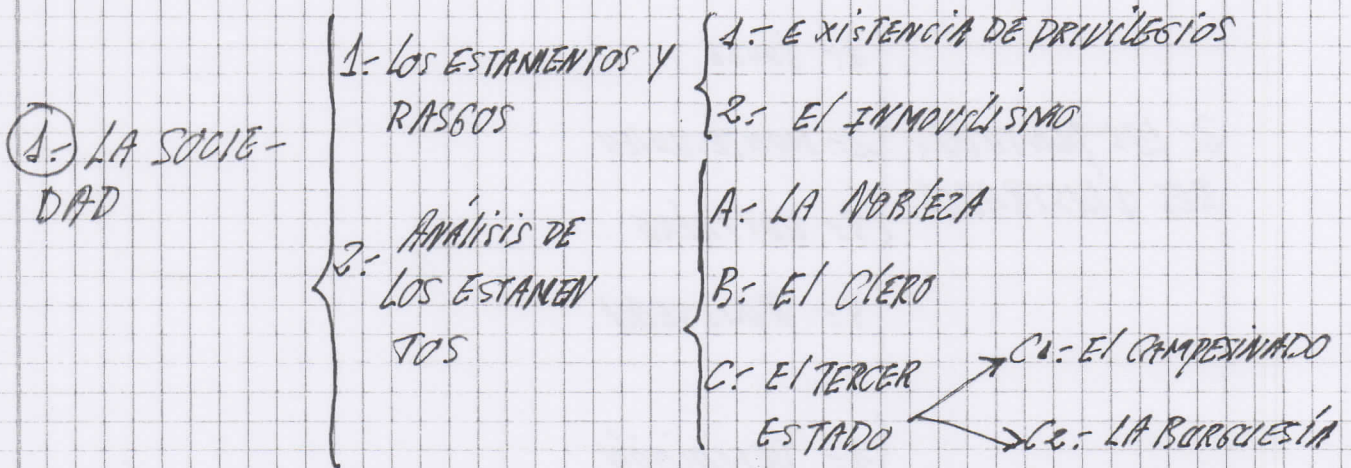 1.- LA SOCIE-
DAD
1.- LOS ESTAMENTOS Y
RASGOS
1.- EXISTENCIA DE PRIVILEGIOS
2.- El INMOVILISMO
2.- ANÁlisis DE
LOS ESTAMEN
TOS
A.- LA NOBlEZA
B.- El ClERO
C.- El TERCER
ESTADO
C1.- El CAMPESINADO
C2.- LA BURGUESÍA